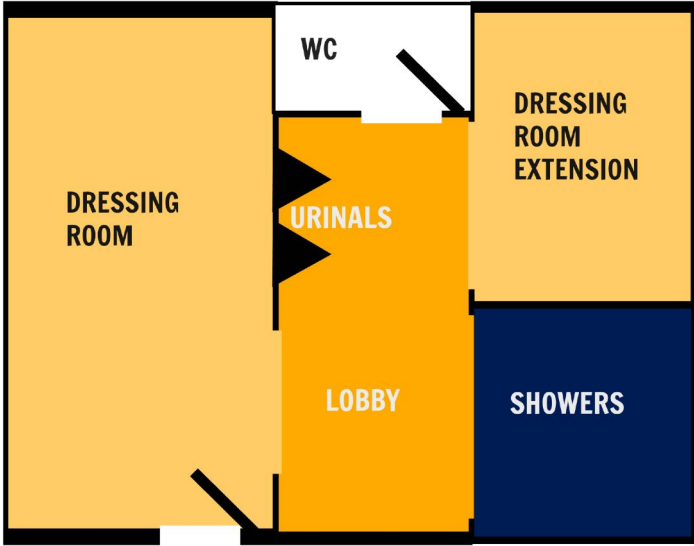 WC
DRESSING
ROOM
EXTENSION
DRESSING
ROOM
URINALS
LOBBY
SHOWERS